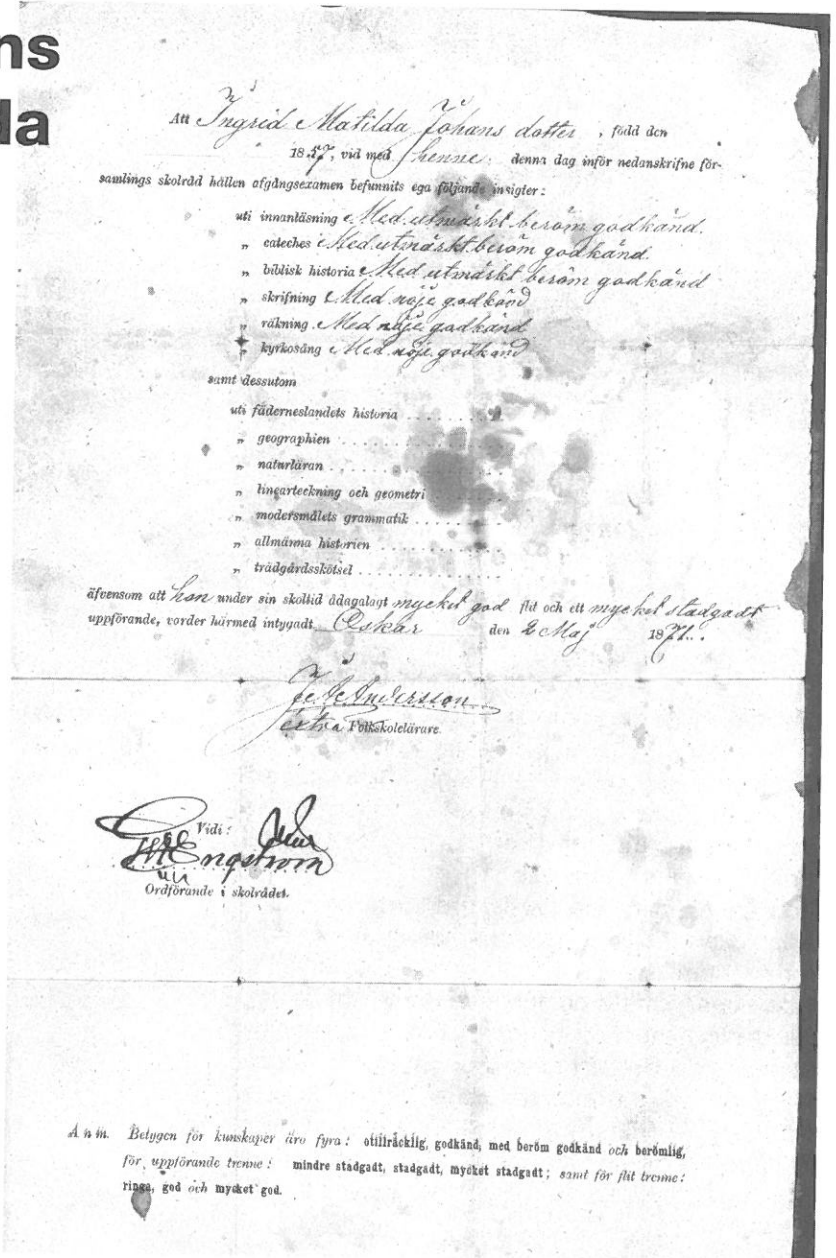 ns
da
Att Ingrid Matilda Johans dotter, född den
1857, vid med henne denna dag inför nedanskrifne för-
samlings skolråd hållen afgångsexamen befunnits ega följande insigter:
uti innanläsning Med utmärkt beröm godkänd.
„ cateches Med utmärkt beröm godkänd.
„ biblisk historia Med utmärkt beröm godkänd
„ skrifning Med nöje godkänd
„ räkning Med nöje godkänd
„ kyrkosång Med nöje godkänd
samt dessutom
uti fäderneslandets historia . . . . . . . . . .
„ geographien . . . . . . . . . .
„ naturläran . . . . . . . . . .
„ linearteckning och geometri . . . . . . . . . .
„ modersmålets grammatik . . . . . . . . . .
„ allmänna historien . . . . . . . . . .
„ trädgårdsskötsel . . . . . . . . . .
äfvensom att hon under sin skoltid ådagalagt mycket god flit och ett mycket stadgadt
uppförande, vorder härmed intygadt. Oskar den 2 Maj 1871.
Andersson
extra Folkskolelärare.
Vidi:
Engström
Ordförande i skolrådet.
Anm. Betygen för kunskaper äro fyra: otillräcklig, godkänd, med beröm godkänd och berömlig,
för uppförande trenne: mindre stadgadt, stadgadt, mycket stadgadt; samt för flit trenne:
ringa, god och mycket god.